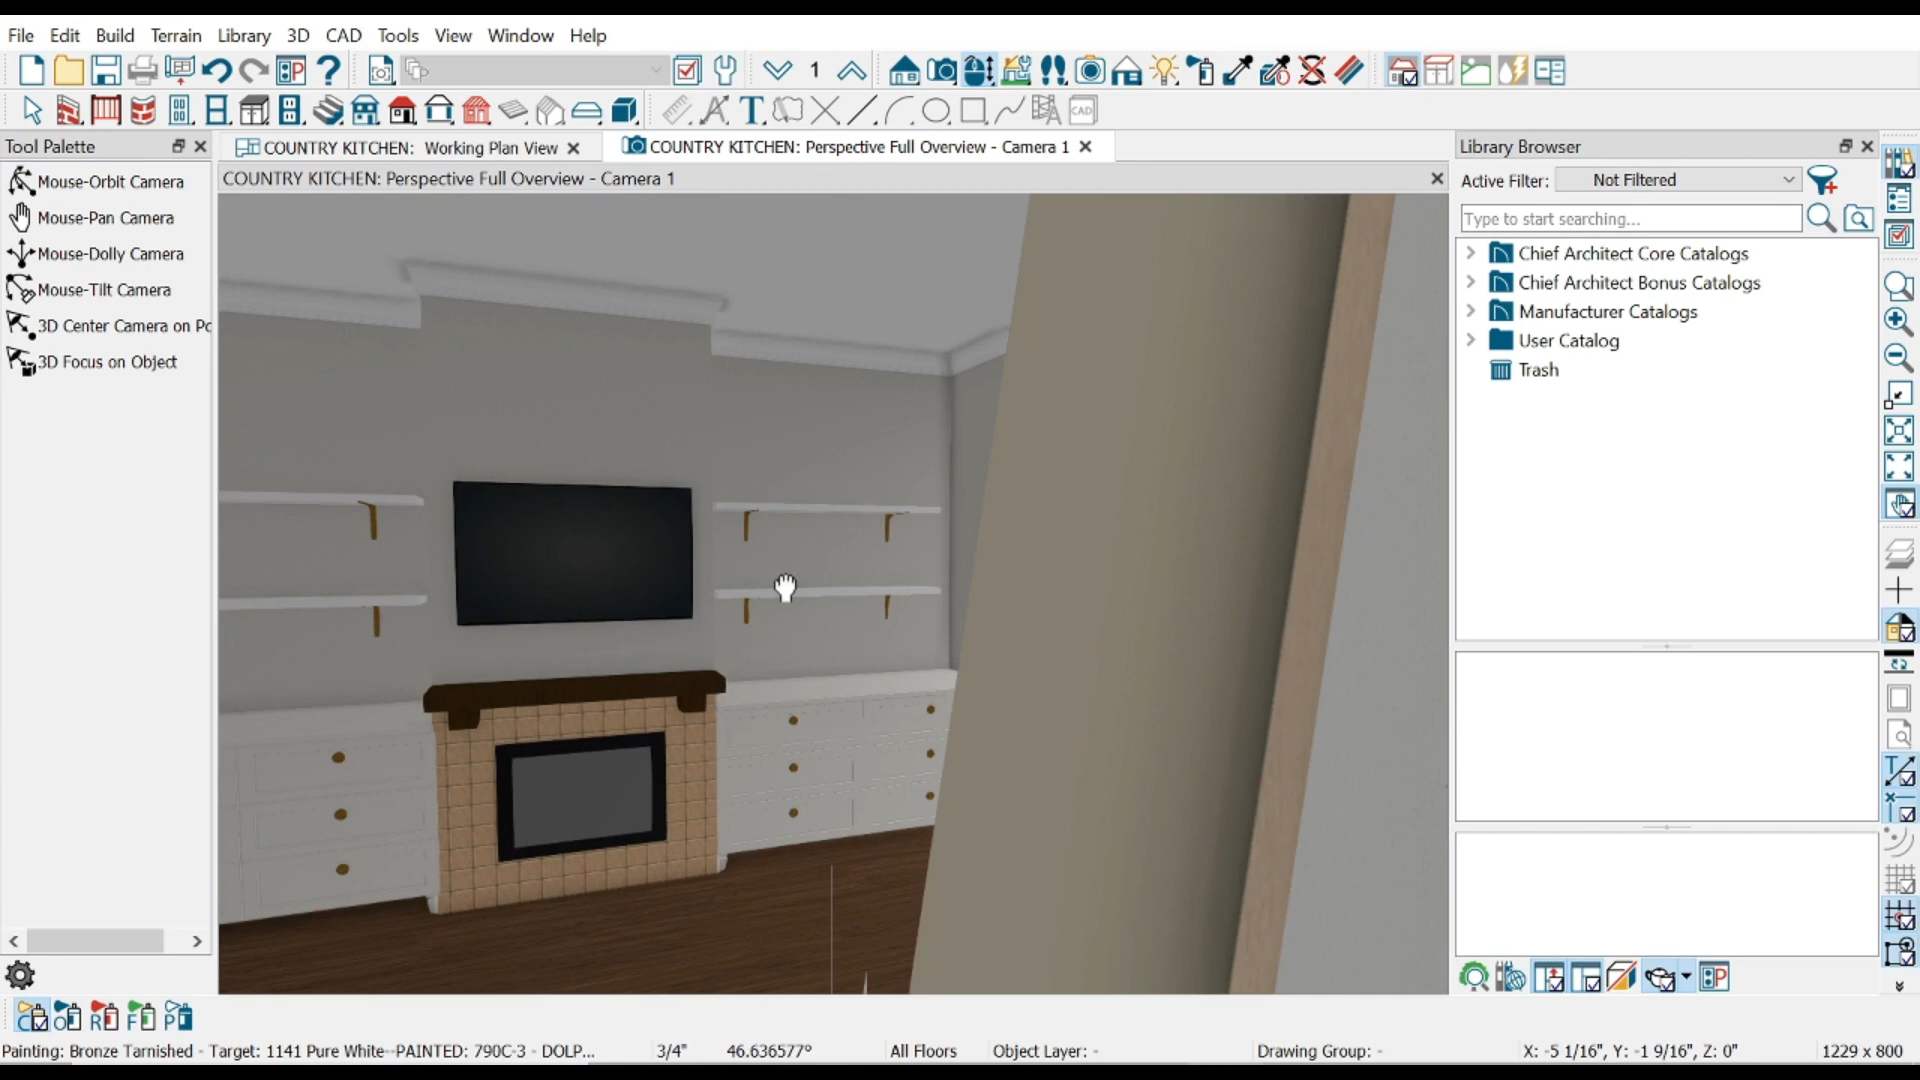 File Edit Build Terrain Library 3D CAD Tools View Window Help
1
T CAD
Tool Palette
COUNTRY KITCHEN: Working Plan View
COUNTRY KITCHEN: Perspective Full Overview - Camera 1
Library Browser
COUNTRY KITCHEN: Perspective Full Overview - Camera 1
Active Filter: Not Filtered
Type to start searching...
Mouse-Orbit Camera
Mouse-Pan Camera
Mouse-Dolly Camera
Mouse-Tilt Camera
3D Center Camera on Pc
3D Focus on Object
Chief Architect Core Catalogs
Chief Architect Bonus Catalogs
Manufacturer Catalogs
User Catalog
Trash
C O R F P
Painting: Bronze Tarnished - Target: 1141 Pure White--PAINTED: 790C-3 - DOLP... 3/4" 46.636577° All Floors Object Layer: - Drawing Group: - X: -5 1/16", Y: -1 9/16", Z: 0" 1229 x 800